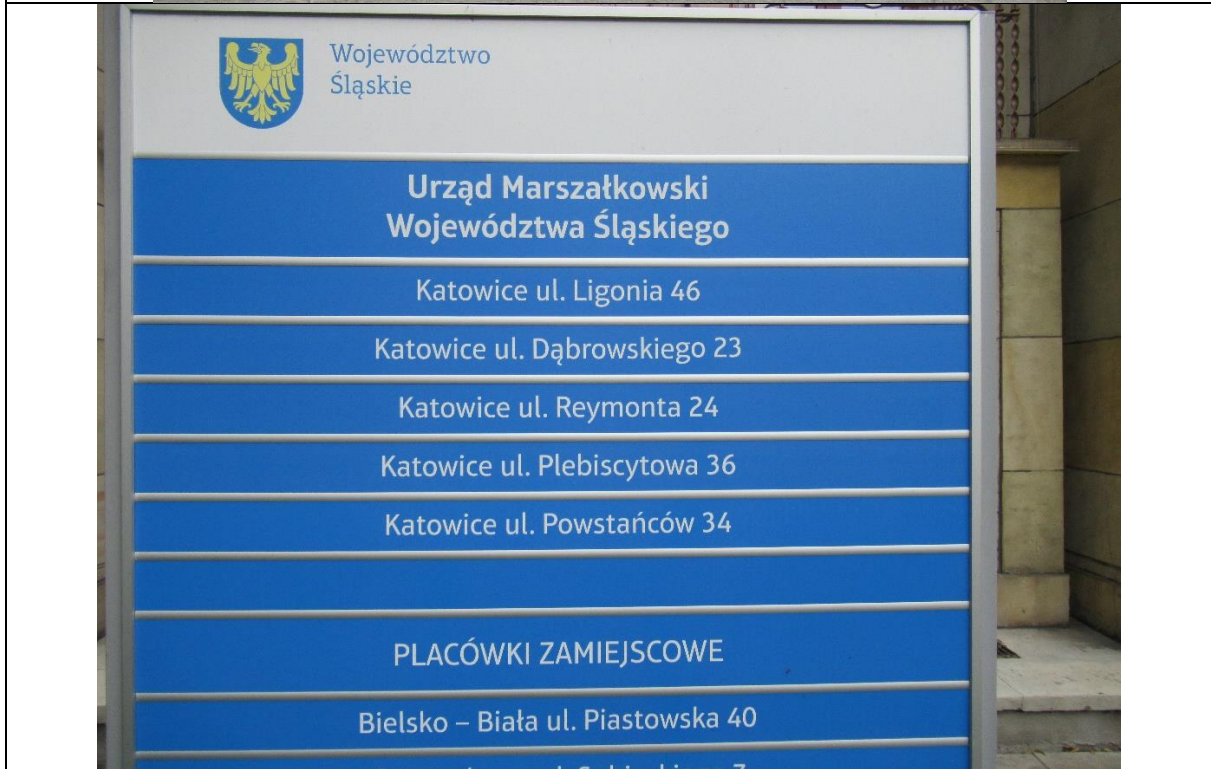 Województwo
Śląskie
Urząd Marszałkowski
Województwa Śląskiego
Katowice ul. Ligonia 46
Katowice ul. Dąbrowskiego 23
Katowice ul. Reymonta 24
Katowice ul. Plebiscytowa 36
Katowice ul. Powstańców 34
PLACÓWKI ZAMIEJSCOWE
Bielsko – Biała ul. Piastowska 40